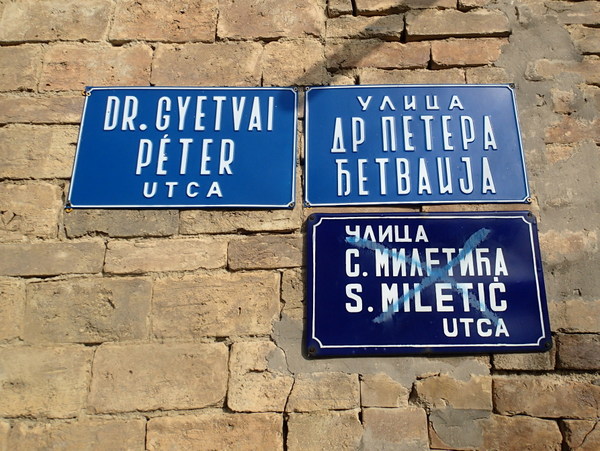 DR. GYETVAI
PÉTER
UTCA
УЛИЦА
ДР ПЕТЕРА
ЂЕТВАИЈА
УЛИЦА
С. МИЛЕТИЋА
S. MILETIĆ
UTCA